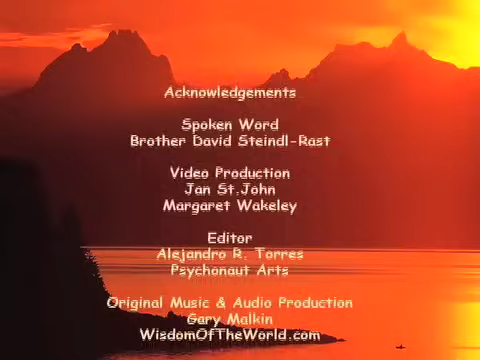 Acknowledgements
Spoken Word
Brother David Steindl-Rast
Video Production
Jan St.John
Margaret Wakeley
Editor
Alejandro R. Torres
Psychonaut Arts
Original Music & Audio Production
Gary Malkin
WisdomOfTheWorld.com